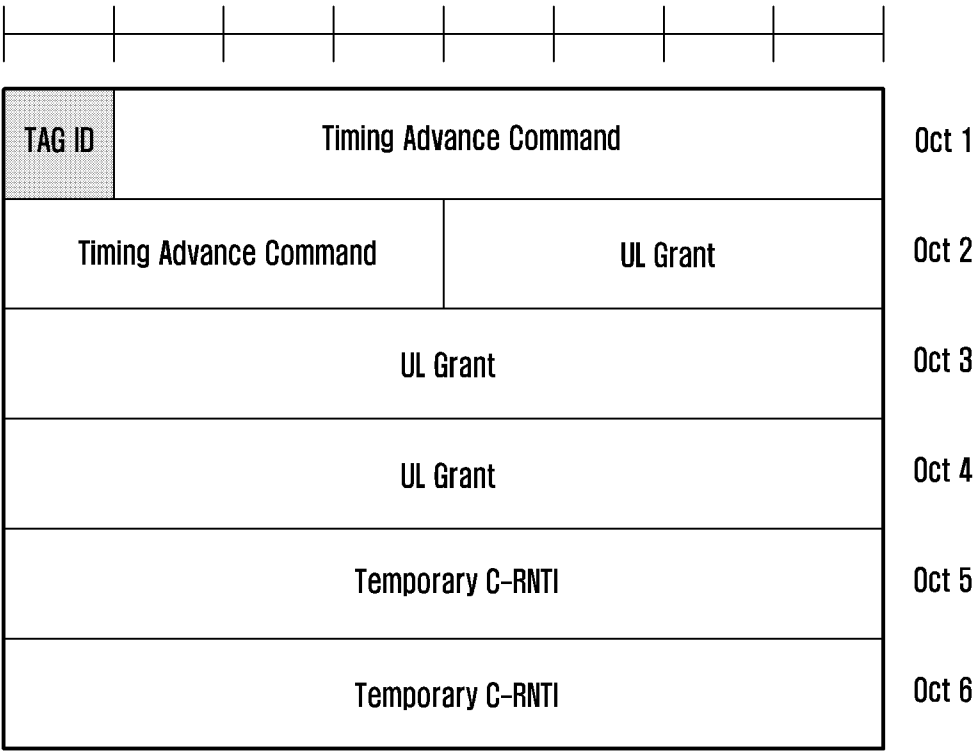 TAG ID Timing Advance Command Oct 1
Timing Advance Command UL Grant Oct 2
UL Grant Oct 3
UL Grant Oct 4
Temporary C-RNTI Oct 5
Temporary C-RNTI Oct 6